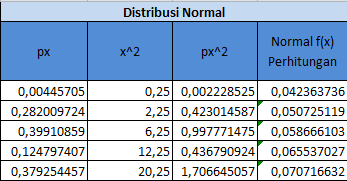 Distribusi Normal
px x^2 px^2 Normal f(x) Perhitungan
0,00445705 0,25 0,002228525 0,042363736
0,282009724 2,25 0,423014587 0,050725119
0,39910859 6,25 0,997771475 0,058666103
0,124797407 12,25 0,436790924 0,065537027
0,379254457 20,25 1,706645057 0,070716632